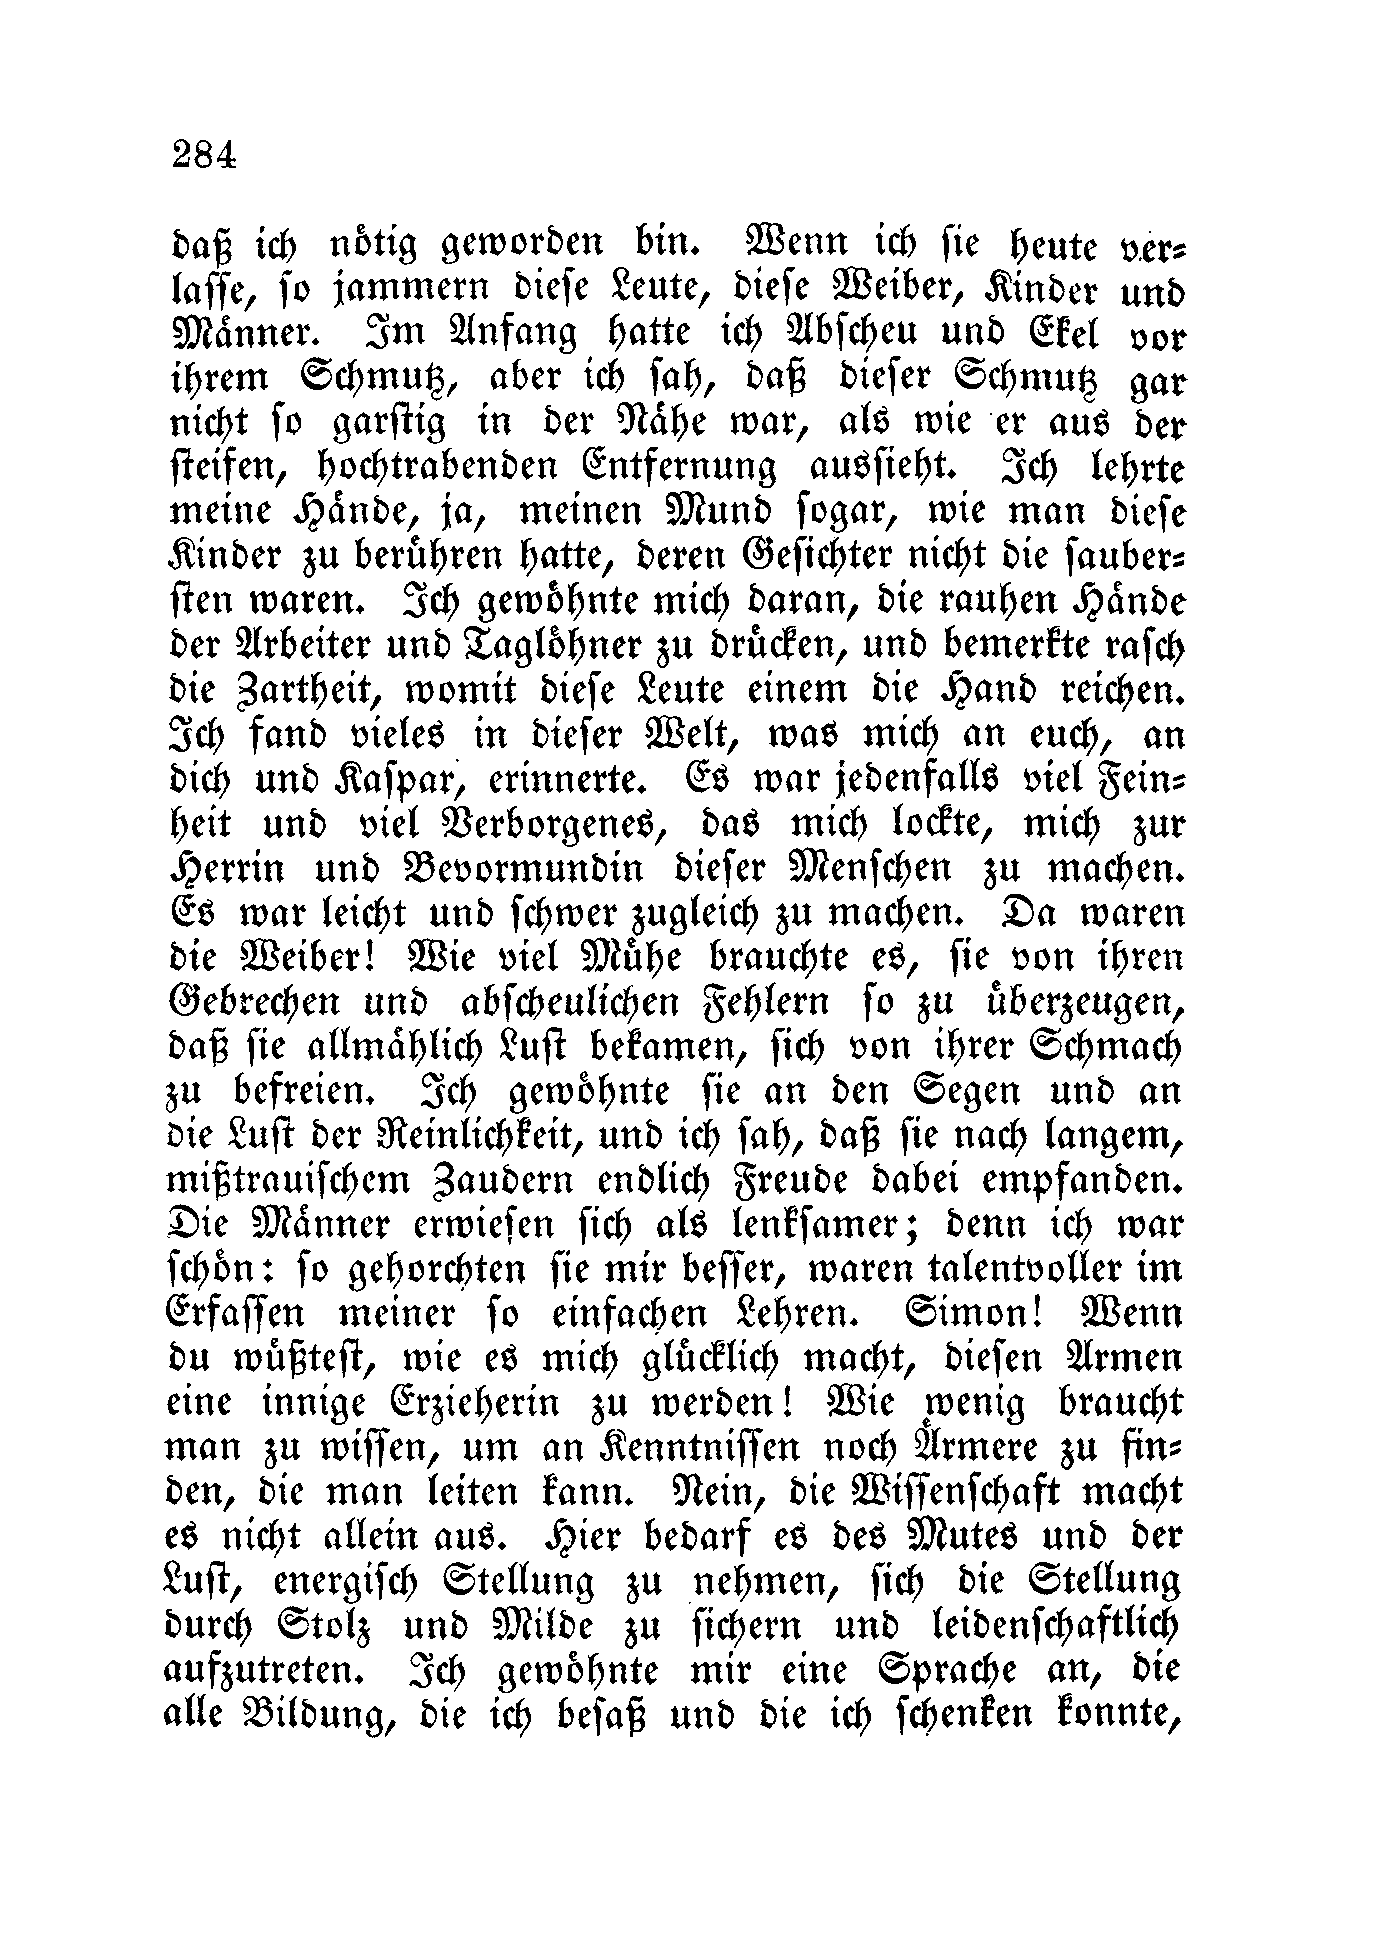 284
daß ich nötig geworden bin. Wenn ich sie heute ver-
lasse, so jammern diese Leute, diese Weiber, Kinder und
Männer. Im Anfang hatte ich Abscheu und Ekel vor
ihrem Schmutz, aber ich sah, daß dieser Schmutz gar
nicht so garstig in der Nähe war, als wie er aus der
steifen, hochtrabenden Entfernung aussieht. Ich lehrte
meine Hände, ja, meinen Mund sogar, wie man diese
Kinder zu berühren hatte, deren Gesichter nicht die sauber-
sten waren. Ich gewöhnte mich daran, die rauhen Hände
der Arbeiter und Taglöhner zu drücken, und bemerkte rasch
die Zartheit, womit diese Leute einem die Hand reichen.
Ich fand vieles in dieser Welt, was mich an euch, an
dich und Kaspar, erinnerte. Es war jedenfalls viel Fein-
heit und viel Verborgenes, das mich lockte, mich zur
Herrin und Bevormundin dieser Menschen zu machen.
Es war leicht und schwer zugleich zu machen. Da waren
die Weiber! Wie viel Mühe brauchte es, sie von ihren
Gebrechen und abscheulichen Fehlern so zu überzeugen,
daß sie allmählich Lust bekamen, sich von ihrer Schmach
zu befreien. Ich gewöhnte sie an den Segen und an
die Lust der Reinlichkeit, und ich sah, daß sie nach langem,
mißtrauischem Zaudern endlich Freude dabei empfanden.
Die Männer erwiesen sich als lenksamer; denn ich war
schön: so gehorchten sie mir besser, waren talentvoller im
Erfassen meiner so einfachen Lehren. Simon! Wenn
du wüßtest, wie es mich glücklich macht, diesen Armen
eine innige Erzieherin zu werden! Wie wenig braucht
man zu wissen, um an Kenntnissen noch Ärmere zu fin-
den, die man leiten kann. Nein, die Wissenschaft macht
es nicht allein aus. Hier bedarf es des Mutes und der
Lust, energisch Stellung zu nehmen, sich die Stellung
durch Stolz und Milde zu sichern und leidenschaftlich
aufzutreten. Ich gewöhnte mir eine Sprache an, die
alle Bildung, die ich besaß und die ich schenken konnte,